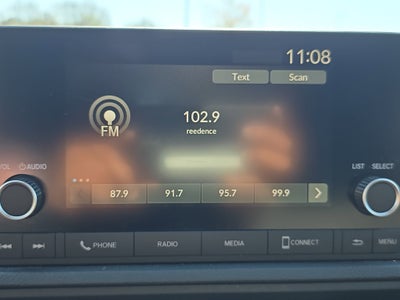 11:08
Text Scan
102.9
FM
reedence
VOL AUDIO LIST SELECT
87.9 91.7 95.7 99.9
PHONE RADIO MEDIA CONNECT MENU